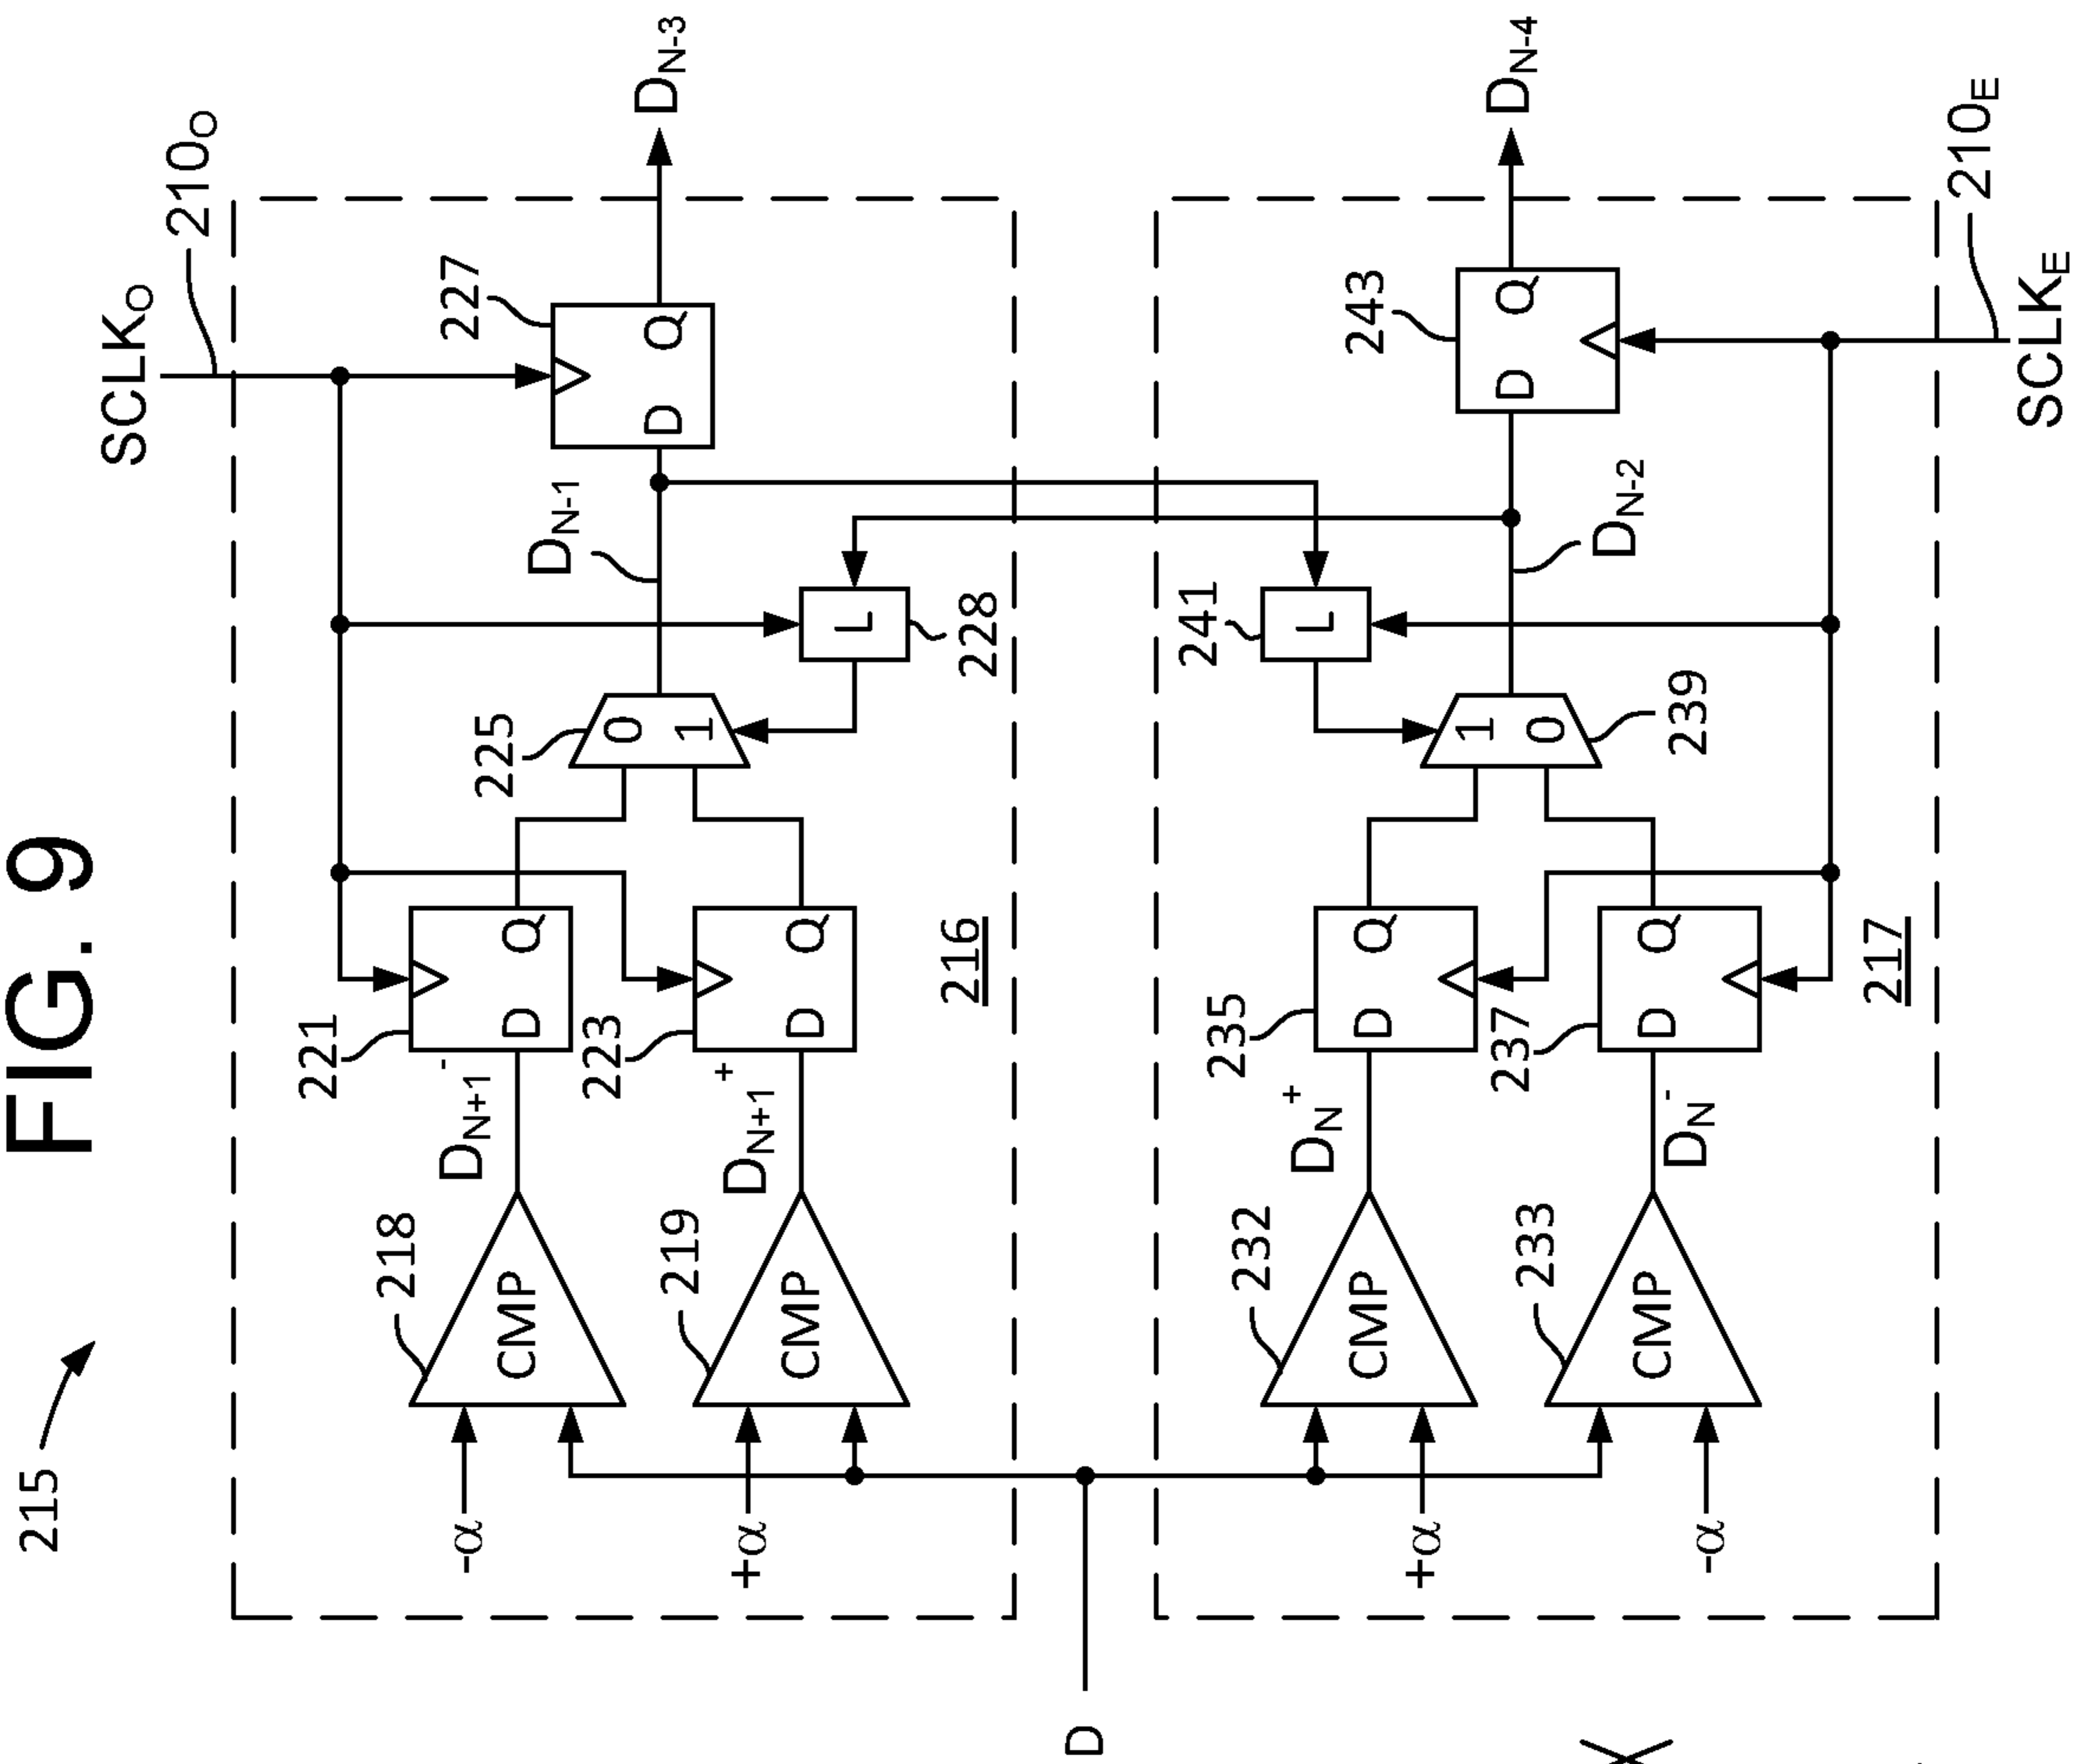 FIG. 9
215
SCLKO
210O
218
CMP
-α
DN+1-
221
D
Q
219
CMP
+α
DN+1+
223
D
Q
225
0
1
DN-1
L
228
227
D
Q
DN-3
216
D
232
CMP
+α
DN+
235
D
Q
233
CMP
-α
DN-
237
D
Q
241
L
1
0
239
DN-2
243
D
Q
DN-4
217
SCLKE
210E